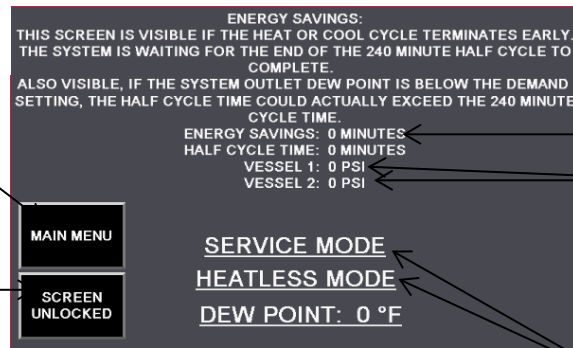 ENERGY SAVINGS:
THIS SCREEN IS VISIBLE IF THE HEAT OR COOL CYCLE TERMINATES EARLY.
THE SYSTEM IS WAITING FOR THE END OF THE 240 MINUTE HALF CYCLE TO
COMPLETE.
ALSO VISIBLE, IF THE SYSTEM OUTLET DEW POINT IS BELOW THE DEMAND
SETTING, THE HALF CYCLE TIME COULD ACTUALLY EXCEED THE 240 MINUTE
CYCLE TIME.
ENERGY SAVINGS: 0 MINUTES
HALF CYCLE TIME: 0 MINUTES
VESSEL 1: 0 PSI
VESSEL 2: 0 PSI
MAIN MENU
SERVICE MODE
HEATLESS MODE
SCREEN
UNLOCKED
DEW POINT: 0 °F